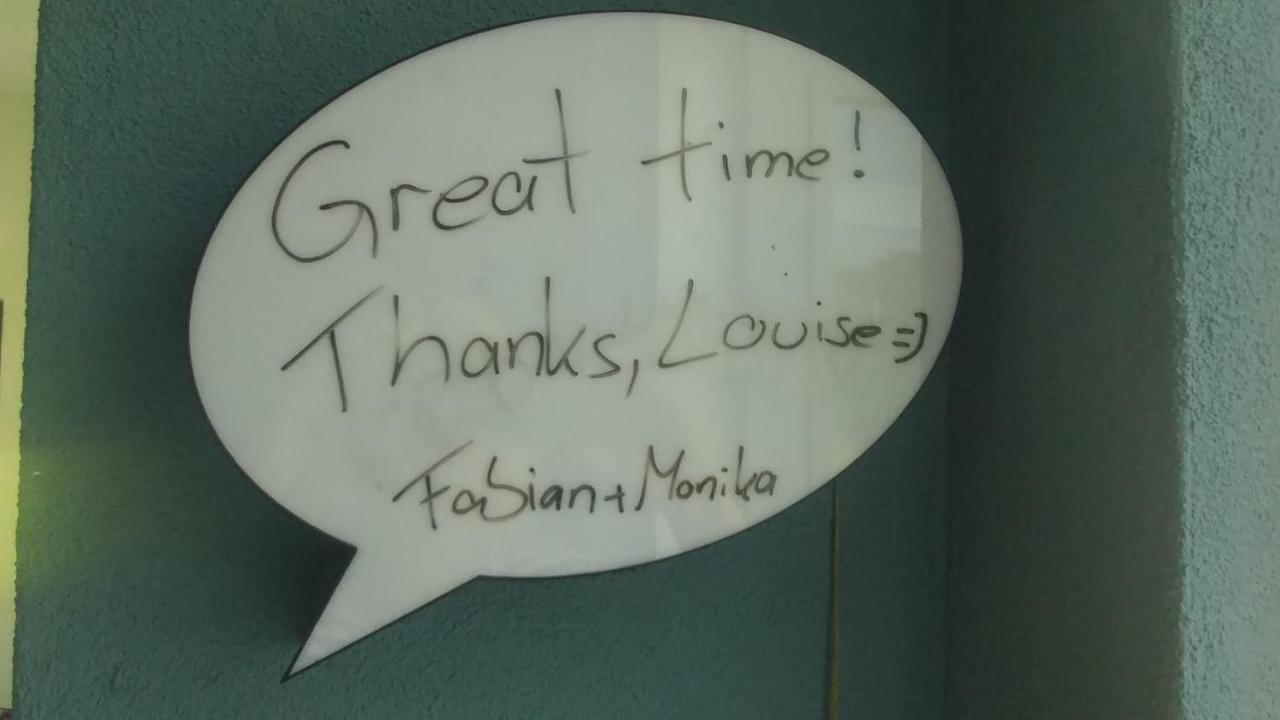 Great time!
Thanks, Louise =)
Fabian + Monika